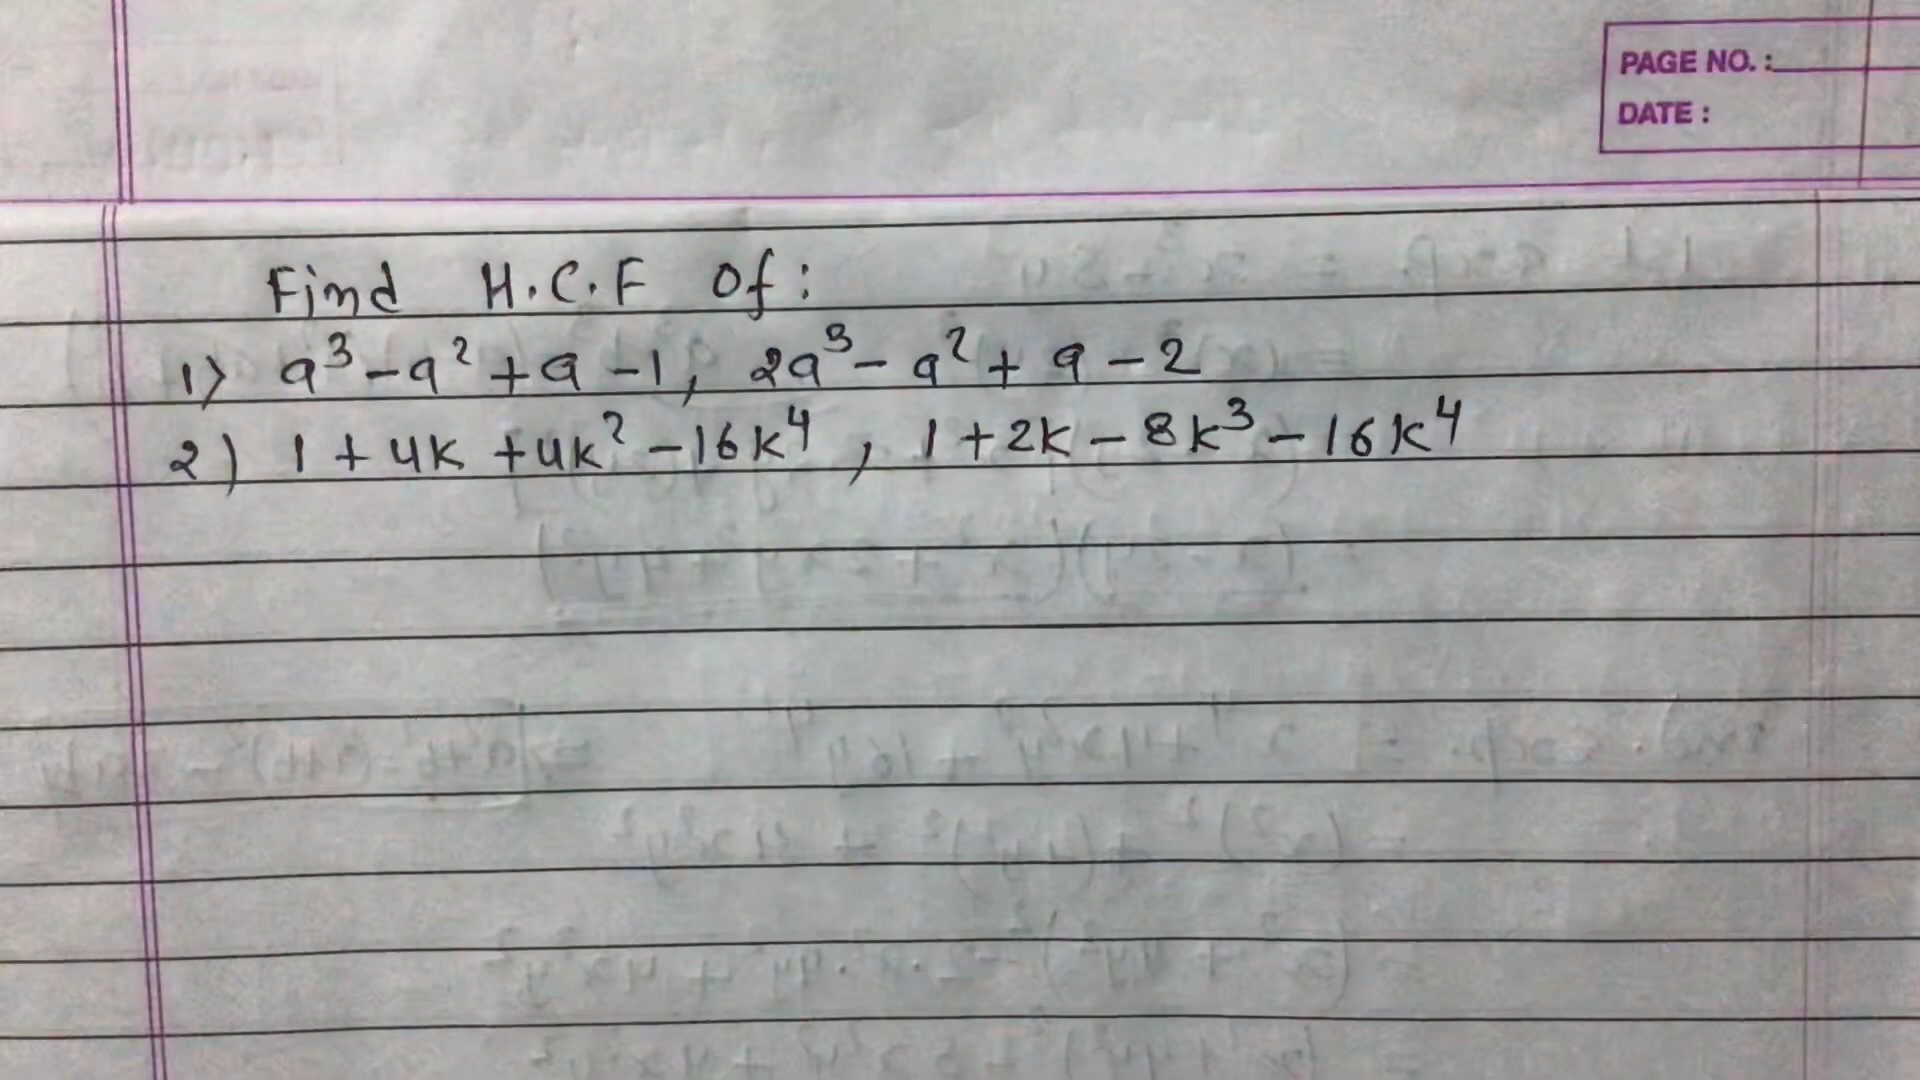 PAGE NO. :
DATE :
Find H.C.F Of:
1) a³-a²+a-1, 2a³-a²+a-2
2) 1+4k+4k²-16k⁴, 1+2k-8k³-16k⁴